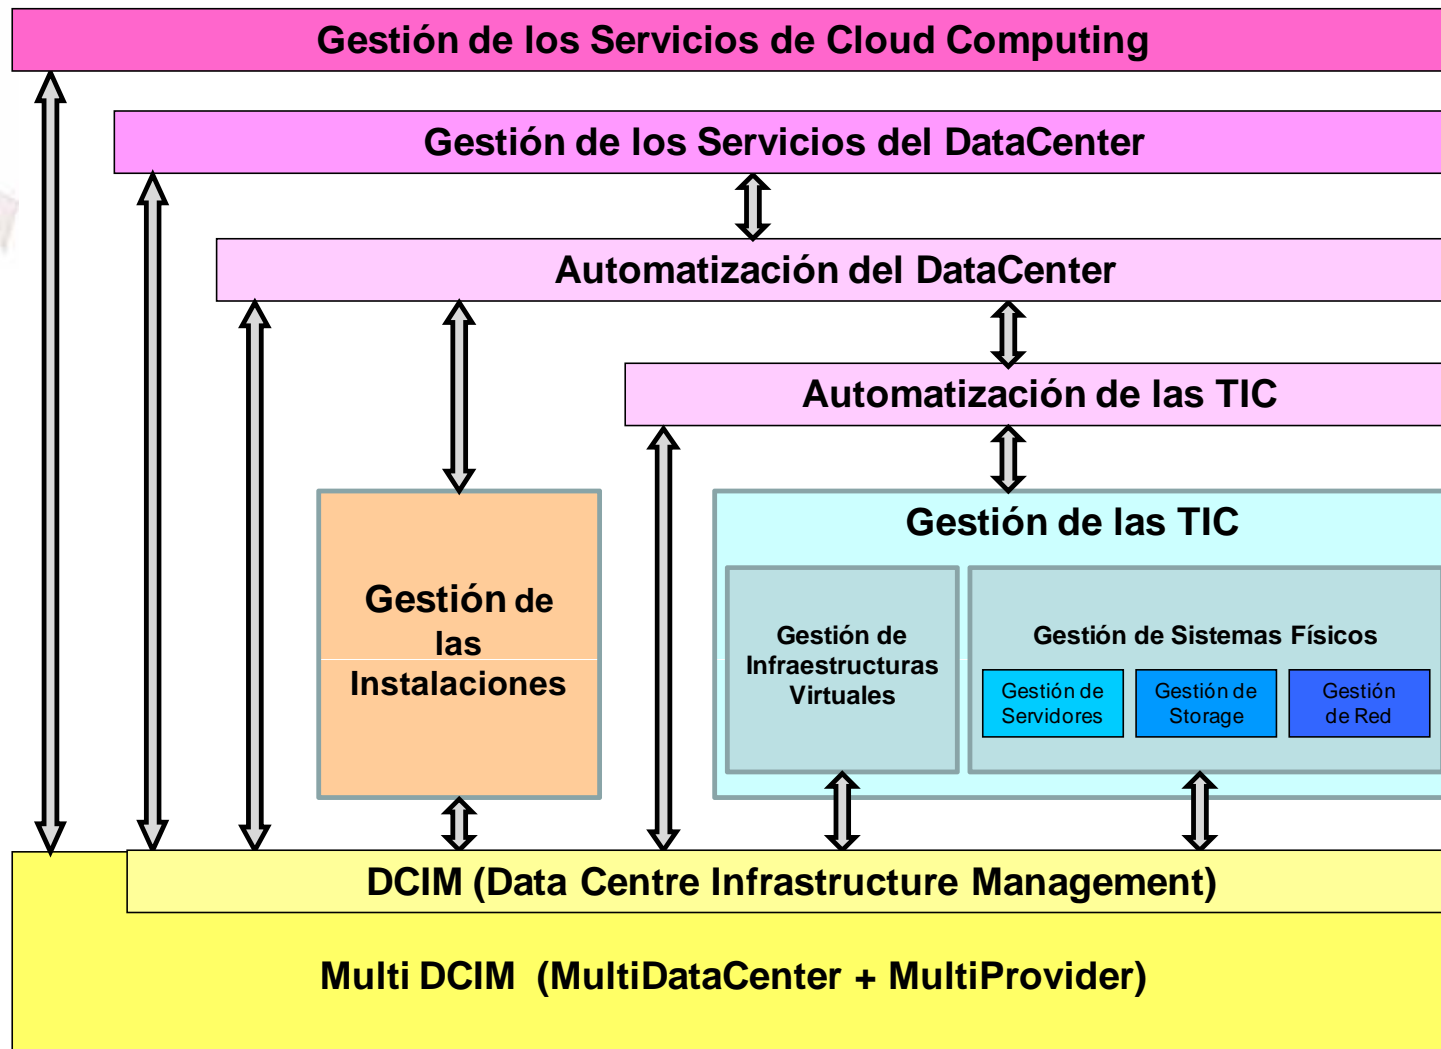 Gestión de los Servicios de Cloud Computing
Gestión de los Servicios del DataCenter
Automatización del DataCenter
Automatización de las TIC
Gestión de las TIC
Gestión de
las
Instalaciones
Gestión de
Infraestructuras
Virtuales
Gestión de Sistemas Físicos
Gestión de
Servidores
Gestión de
Storage
Gestión
de Red
DCIM (Data Centre Infrastructure Management)
Multi DCIM (MultiDataCenter + MultiProvider)